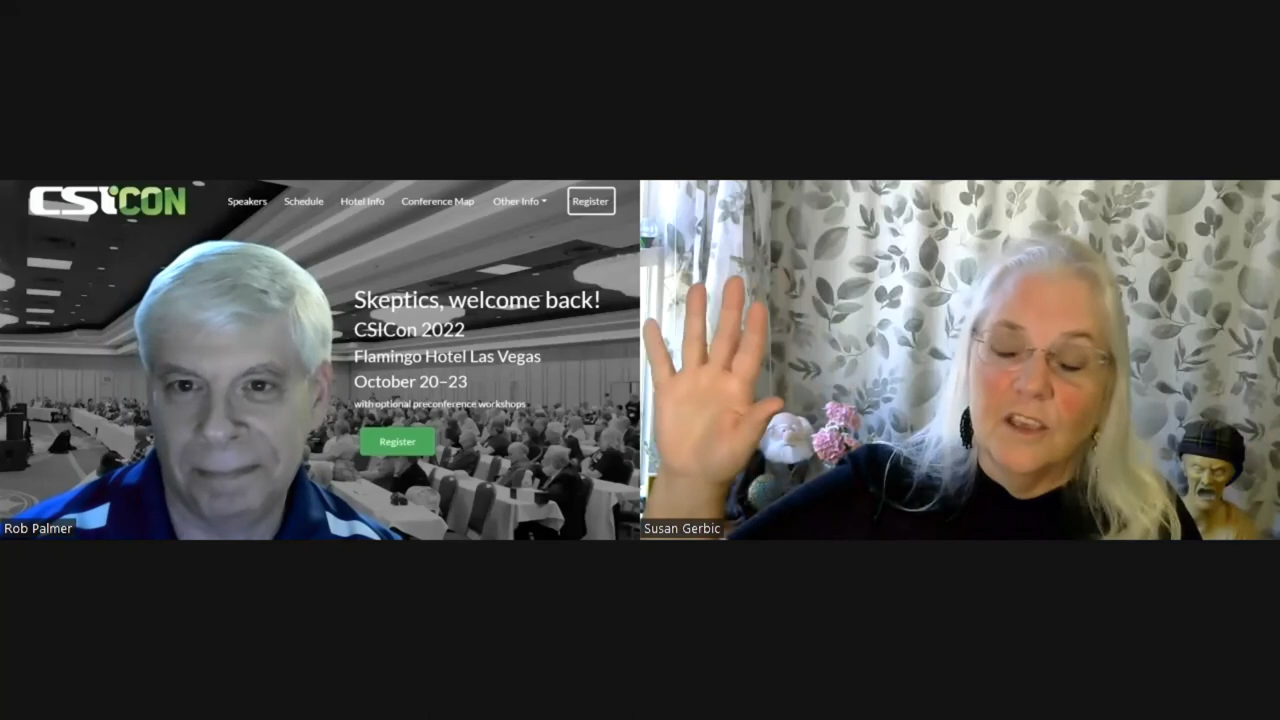 CSICON
Speakers Schedule Hotel Info Conference Map Other Info Register
Skeptics, welcome back!
CSICon 2022
Flamingo Hotel Las Vegas
October 20–23
with optional preconference workshops
Register
Rob Palmer
Susan Gerbic